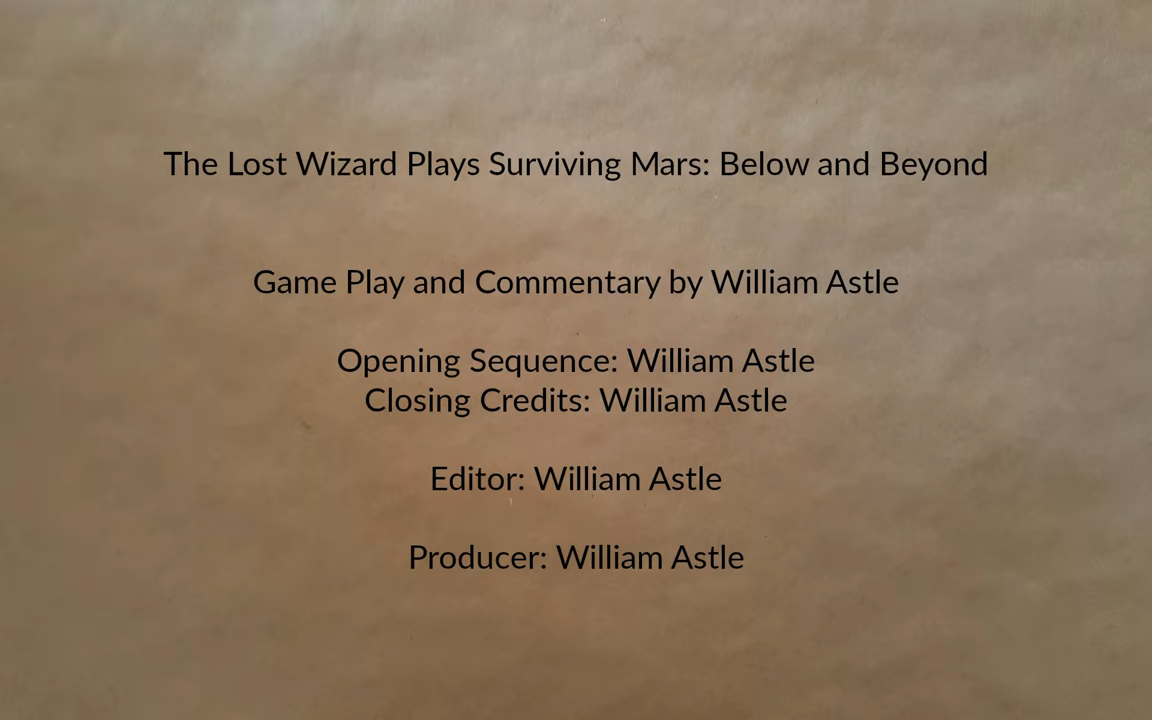 The Lost Wizard Plays Surviving Mars: Below and Beyond
Game Play and Commentary by William Astle
Opening Sequence: William Astle
Closing Credits: William Astle
Editor: William Astle
Producer: William Astle